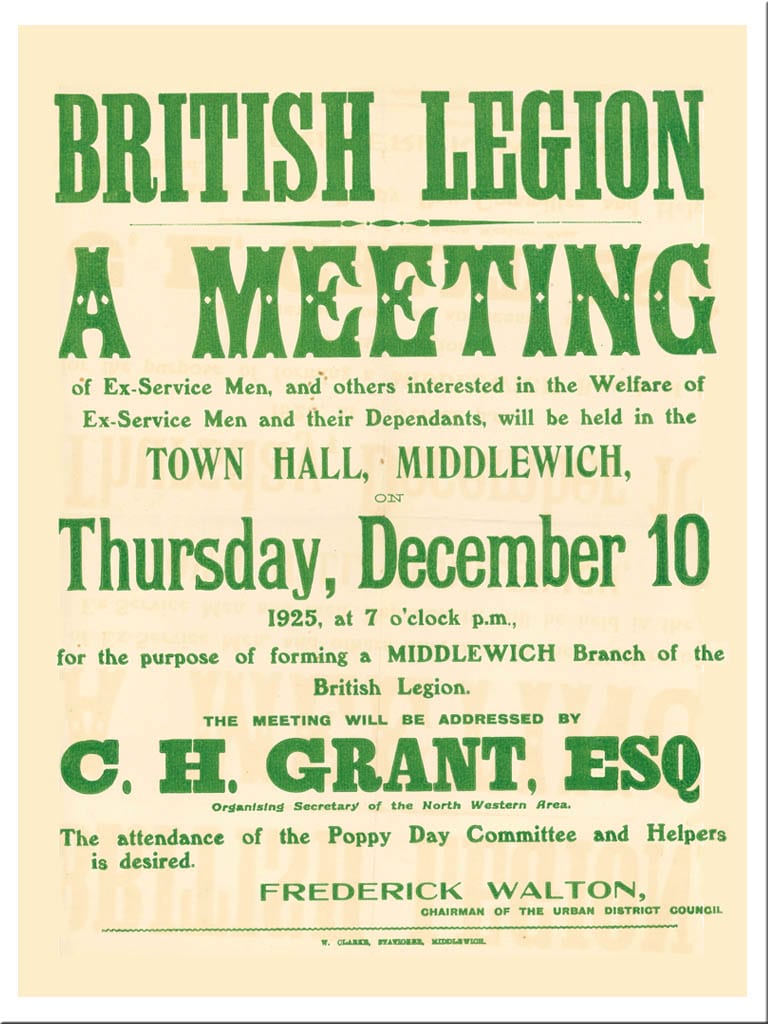 BRITISH LEGION
A MEETING
of Ex-Service Men, and others interested in the Welfare of
Ex-Service Men and their Dependants, will be held in the
TOWN HALL, MIDDLEWICH,
ON
Thursday, December 10
1925, at 7 o'clock p.m.,
for the purpose of forming a MIDDLEWICH Branch of the
British Legion.
THE MEETING WILL BE ADDRESSED BY
C. H. GRANT, ESQ
Organising Secretary of the North Western Area.
The attendance of the Poppy Day Committee and Helpers
is desired.
FREDERICK WALTON,
CHAIRMAN OF THE URBAN DISTRICT COUNCIL
W. CLARKE, STATIONER, MIDDLEWICH.